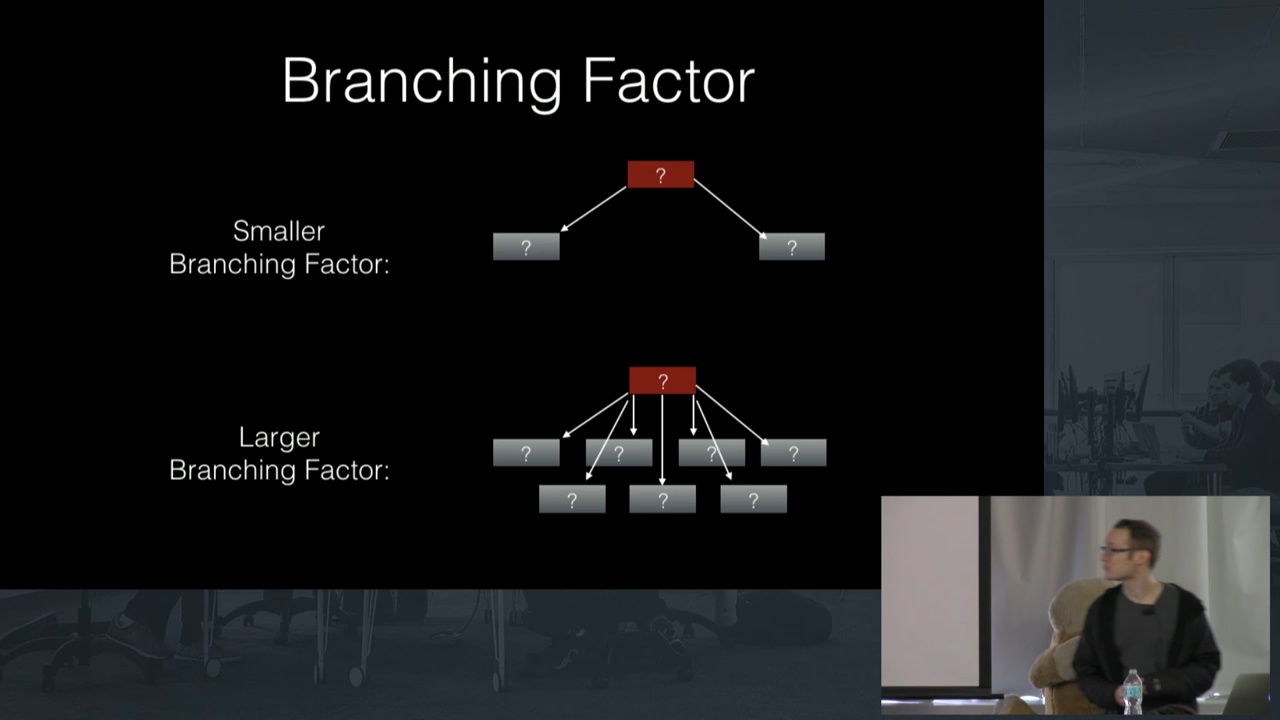 Branching Factor
?
Smaller
Branching Factor:
? ?
?
Larger
Branching Factor:
? ? ? ?
? ? ?